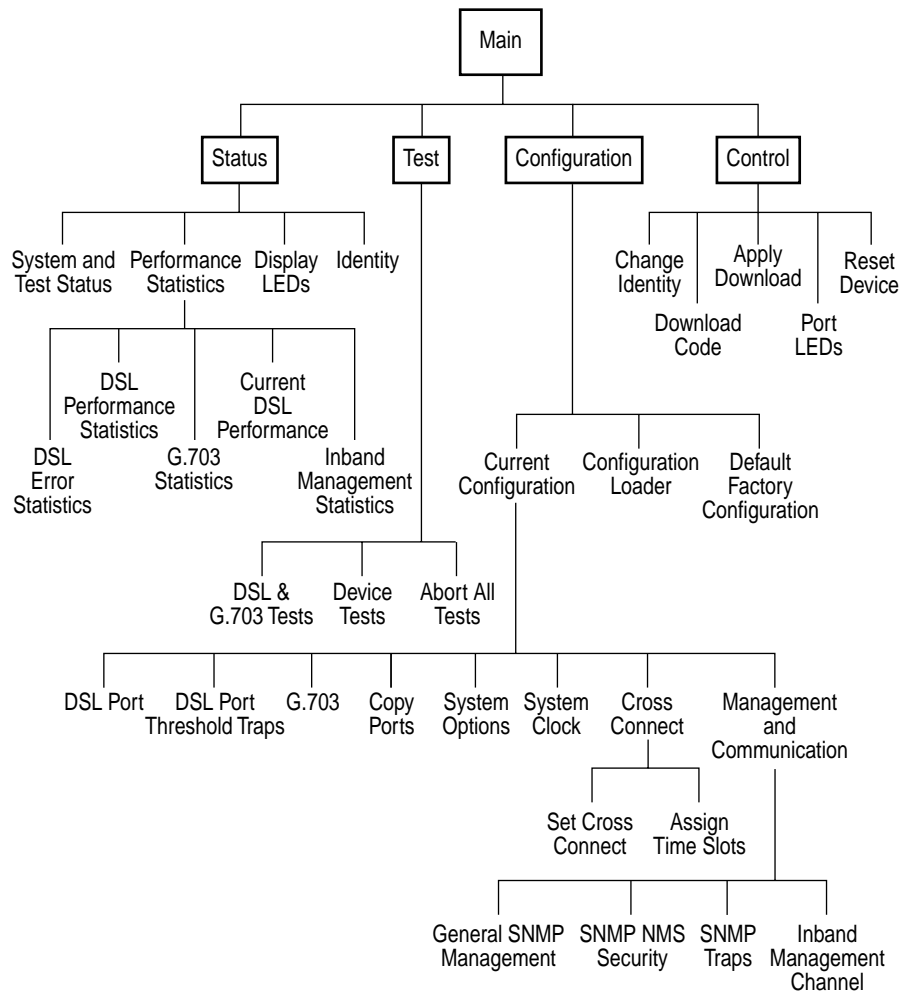 Main
Status
Test
Configuration
Control
System and
Test Status
Performance
Statistics
Display
LEDs
Identity
Change
Identity
Apply
Download
Reset
Device
Download
Code
Port
LEDs
DSL
Performance
Statistics
Current
DSL
Performance
DSL
Error
Statistics
G.703
Statistics
Inband
Management
Statistics
Current
Configuration
Configuration
Loader
Default
Factory
Configuration
DSL &
G.703 Tests
Device
Tests
Abort All
Tests
DSL Port
DSL Port
Threshold Traps
G.703
Copy
Ports
System
Options
System
Clock
Cross
Connect
Management
and
Communication
Set Cross
Connect
Assign
Time Slots
General SNMP
Management
SNMP NMS
Security
SNMP
Traps
Inband
Management
Channel